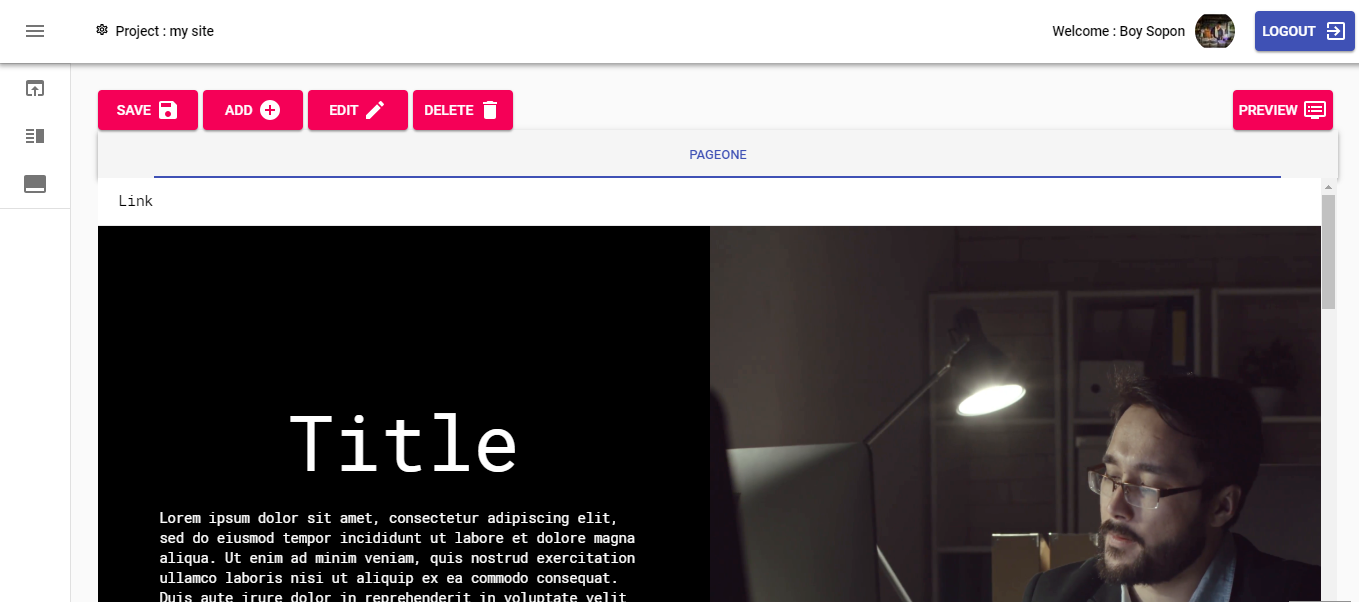 Project : my site
Welcome : Boy Sopon
LOGOUT
SAVE
ADD
EDIT
DELETE
PREVIEW
PAGEONE
Link
Title
Lorem ipsum dolor sit amet, consectetur adipiscing elit,
sed do eiusmod tempor incididunt ut labore et dolore magna
aliqua. Ut enim ad minim veniam, quis nostrud exercitation
ullamco laboris nisi ut aliquip ex ea commodo consequat.
Duis aute irure dolor in reprehenderit in voluptate velit